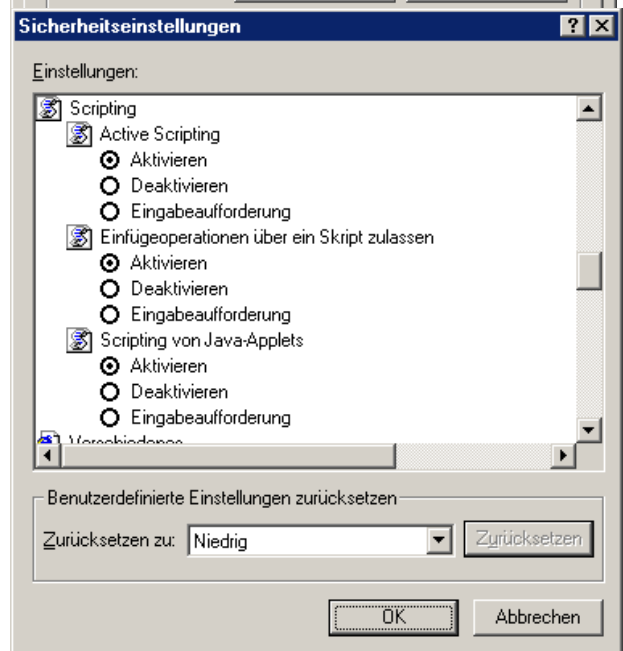 Sicherheitseinstellungen
Einstellungen:
Scripting
Active Scripting
Aktivieren
Deaktivieren
Eingabeaufforderung
Einfügeoperationen über ein Skript zulassen
Aktivieren
Deaktivieren
Eingabeaufforderung
Scripting von Java-Applets
Aktivieren
Deaktivieren
Eingabeaufforderung
Verschiedenes
Benutzerdefinierte Einstellungen zurücksetzen
Zurücksetzen zu: Niedrig Zurücksetzen
OK Abbrechen